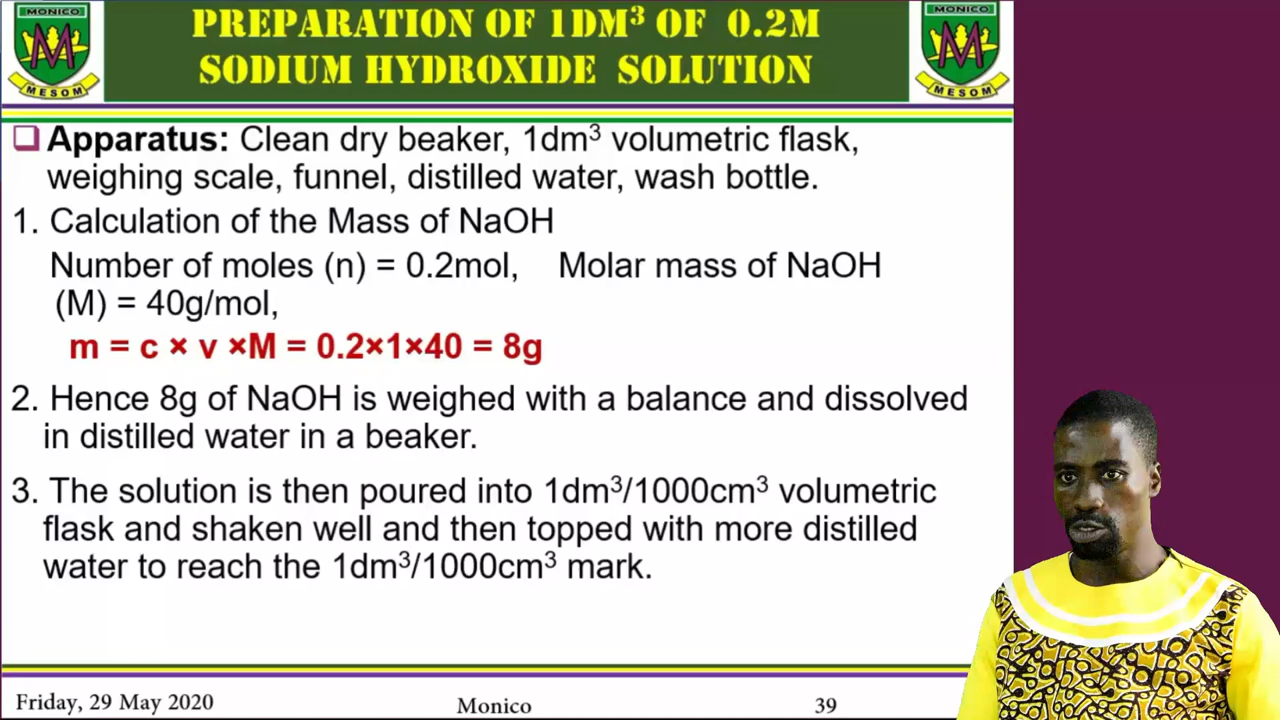 MONICO
MESOM
PREPARATION OF 1DM³ OF 0.2M
SODIUM HYDROXIDE SOLUTION
MONICO
MESOM
Apparatus: Clean dry beaker, 1dm³ volumetric flask,
weighing scale, funnel, distilled water, wash bottle.
1. Calculation of the Mass of NaOH
Number of moles (n) = 0.2mol, Molar mass of NaOH
(M) = 40g/mol,
m = c × v ×M = 0.2×1×40 = 8g
2. Hence 8g of NaOH is weighed with a balance and dissolved
in distilled water in a beaker.
3. The solution is then poured into 1dm³/1000cm³ volumetric
flask and shaken well and then topped with more distilled
water to reach the 1dm³/1000cm³ mark.
Friday, 29 May 2020
Monico
39